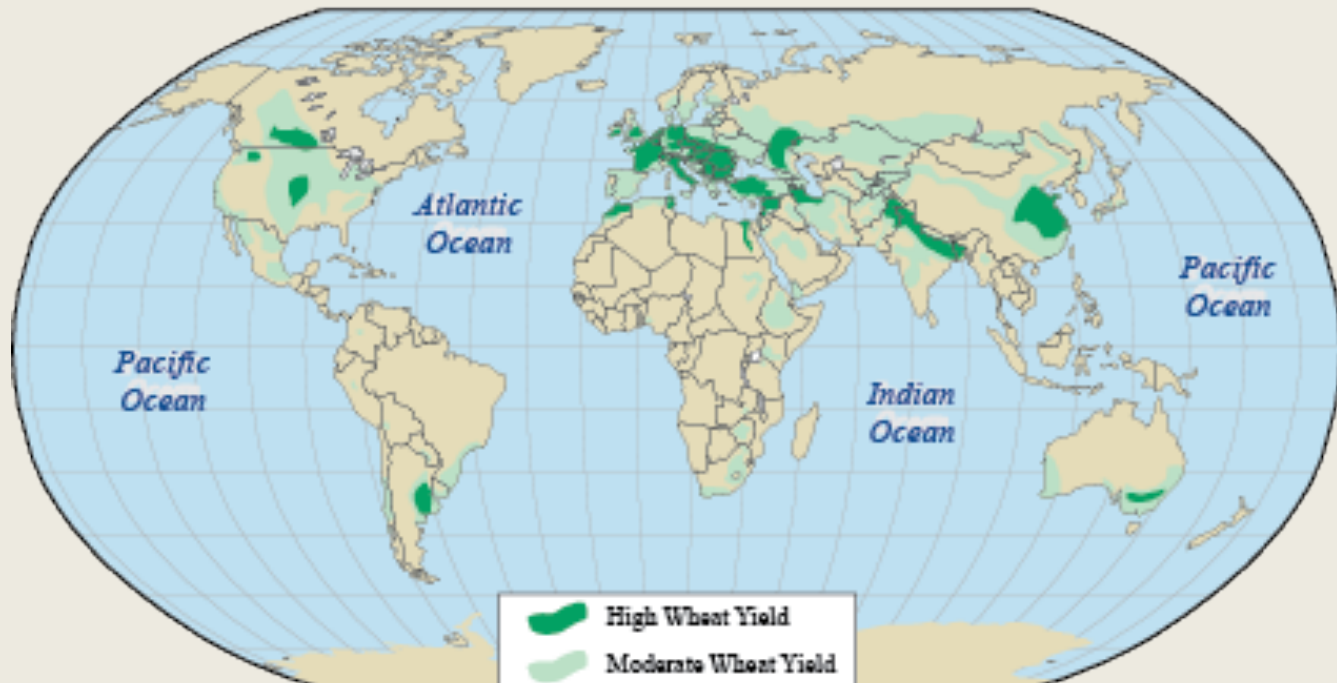 Atlantic
Ocean
Pacific
Ocean
Pacific
Ocean
Indian
Ocean
High Wheat Yield
Moderate Wheat Yield